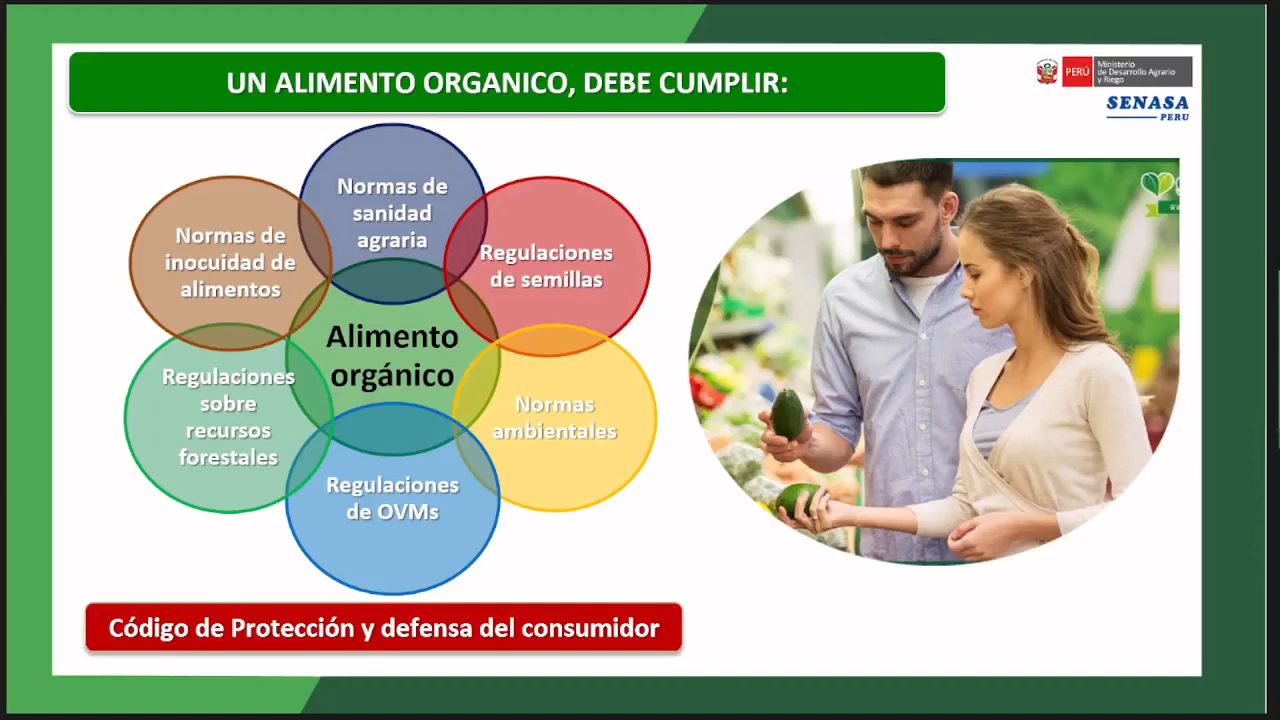 UN ALIMENTO ORGANICO, DEBE CUMPLIR:
PERÚ
Ministerio
de Desarrollo Agrario
y Riego
SENASA
PERU
Normas de
sanidad
agraria
Regulaciones
de semillas
Normas
ambientales
Regulaciones
de OVMs
Regulaciones
sobre
recursos
forestales
Normas de
inocuidad de
alimentos
Alimento
orgánico
Código de Protección y defensa del consumidor